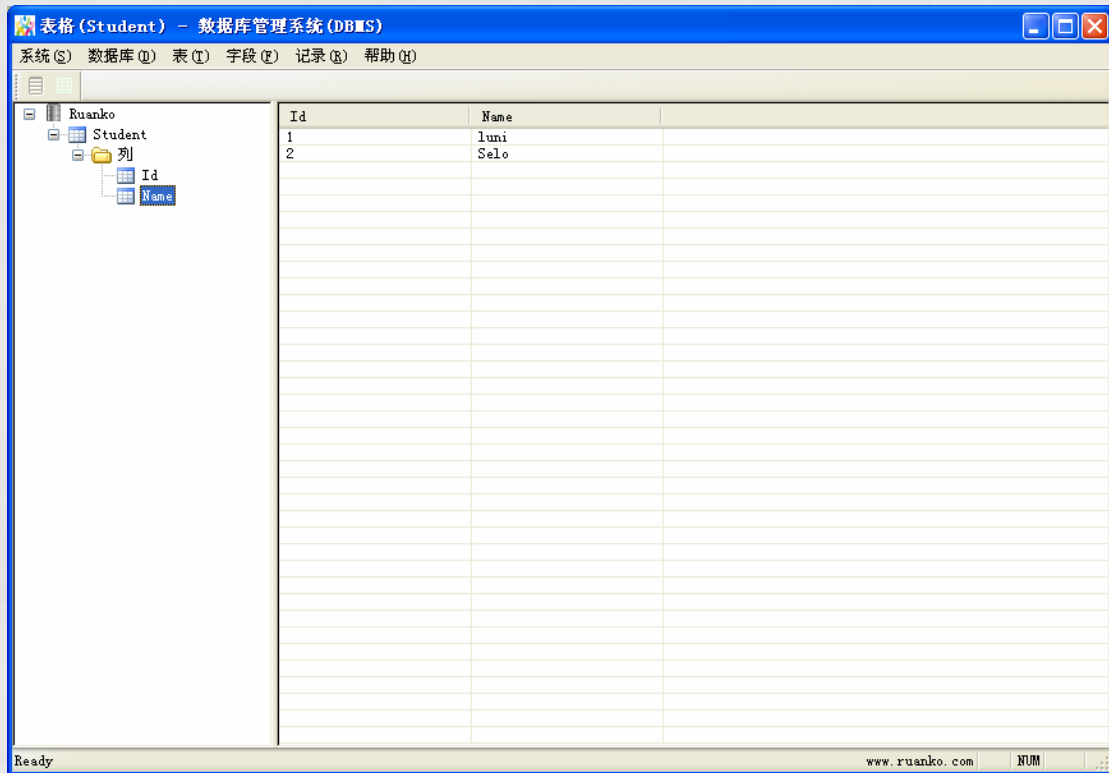 表格(Student) - 数据库管理系统(DBMS)
系统(S) 数据库(D) 表(T) 字段(F) 记录(R) 帮助(H)
Ruanko
Student
列
Id
Name
Id Name
1 luni
2 Selo
Ready www.ruanko.com NUM